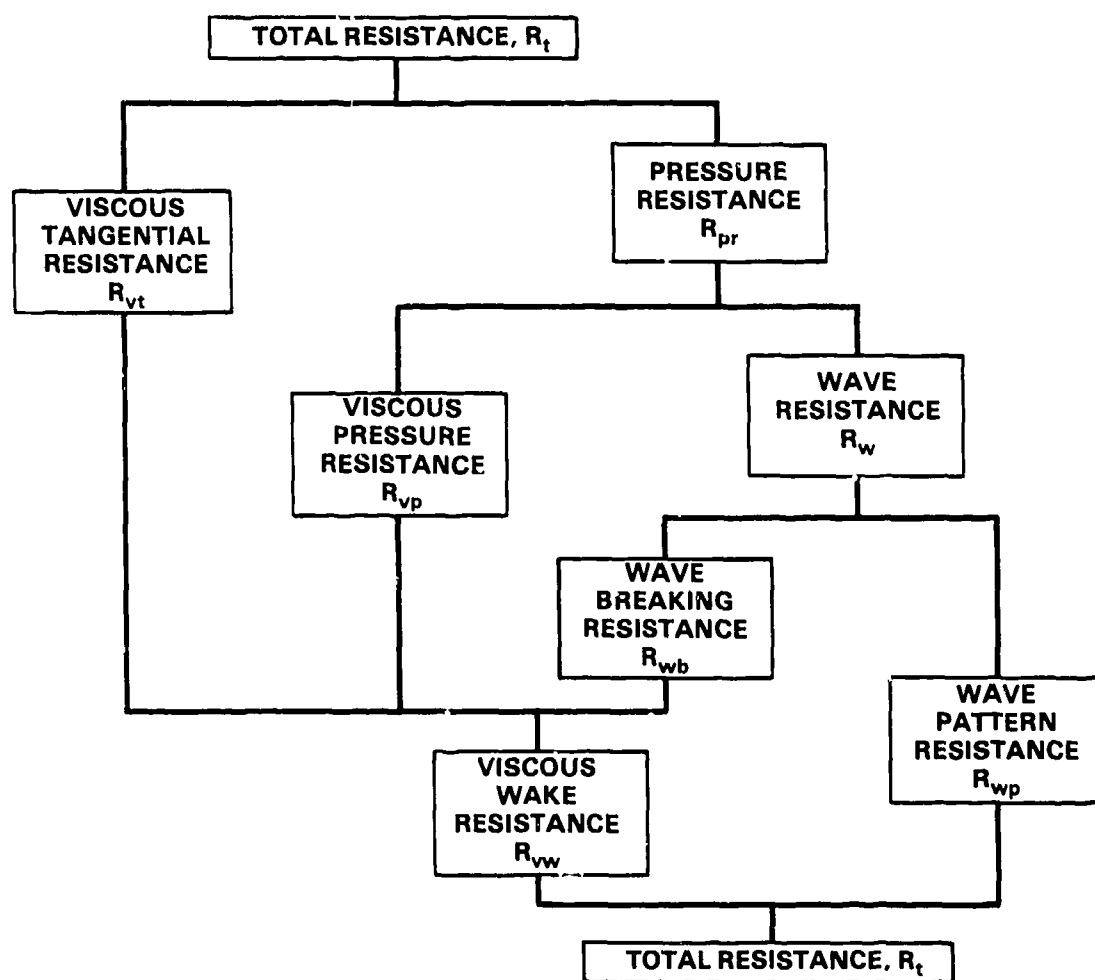 TOTAL RESISTANCE, Rt
PRESSURE
RESISTANCE
Rpr
VISCOUS
TANGENTIAL
RESISTANCE
Rvt
WAVE
RESISTANCE
Rw
VISCOUS
PRESSURE
RESISTANCE
Rvp
WAVE
BREAKING
RESISTANCE
Rwb
WAVE
PATTERN
RESISTANCE
Rwp
VISCOUS
WAKE
RESISTANCE
Rvw
TOTAL RESISTANCE, Rt